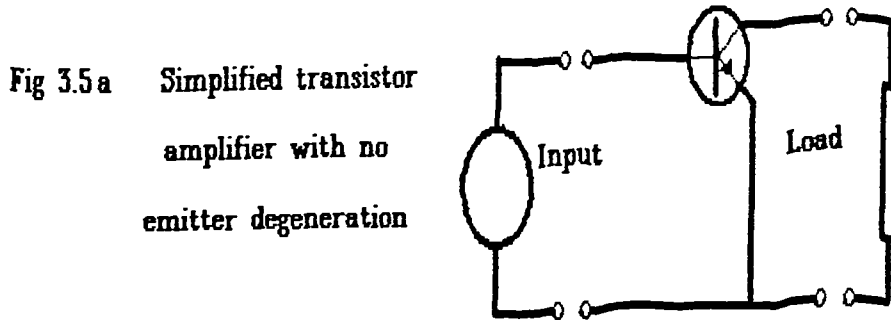 Fig 3.5a Simplified transistor
amplifier with no
emitter degeneration
Input
Load